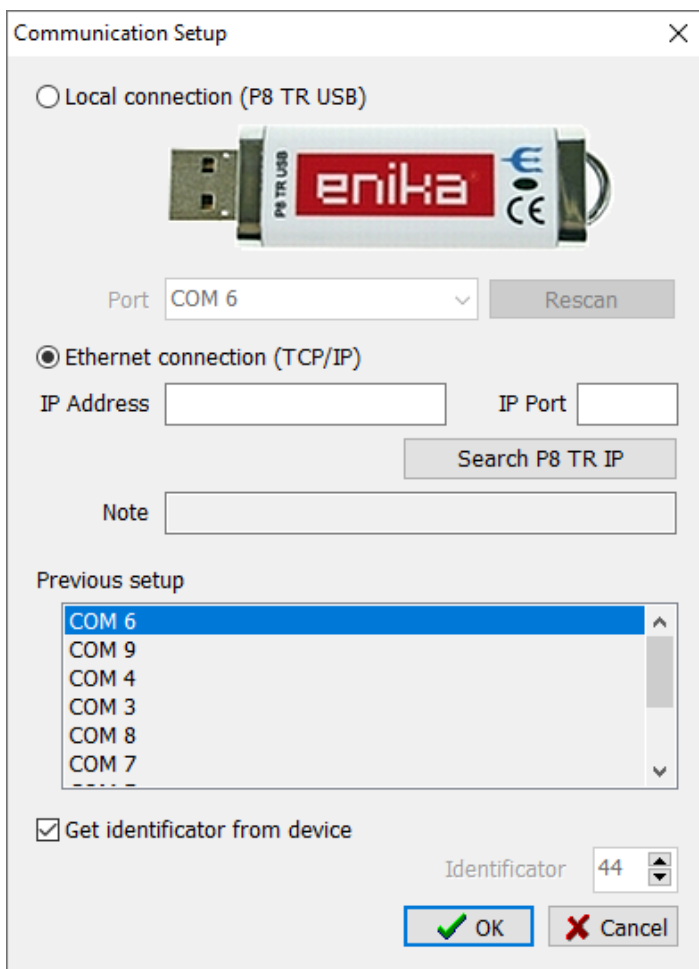 Communication Setup
Local connection (P8 TR USB)
P8 TR USB
enika
CE
Port COM 6 Rescan
Ethernet connection (TCP/IP)
IP Address IP Port
Search P8 TR IP
Note
Previous setup
COM 6
COM 9
COM 4
COM 3
COM 8
COM 7
Get identificator from device
Identificator 44
OK Cancel